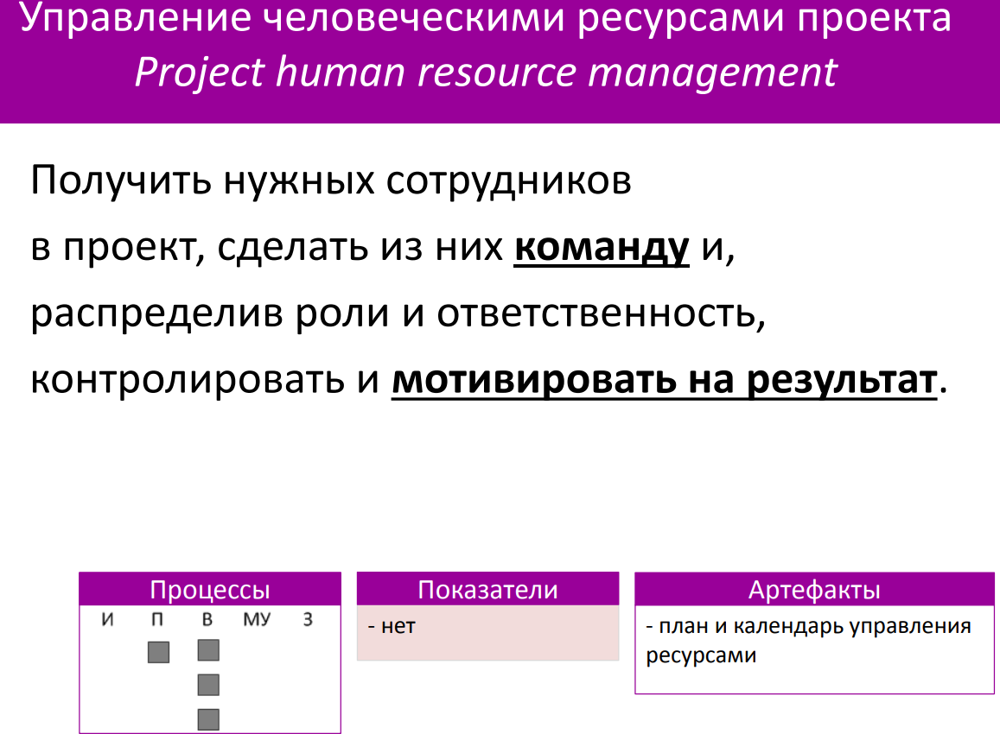 Управление человеческими ресурсами проекта
Project human resource management
Получить нужных сотрудников
в проект, сделать из них команду и,
распределив роли и ответственность,
контролировать и мотивировать на результат.
Процессы
И П В МУ З
Показатели
- нет
Артефакты
- план и календарь управления
ресурсами